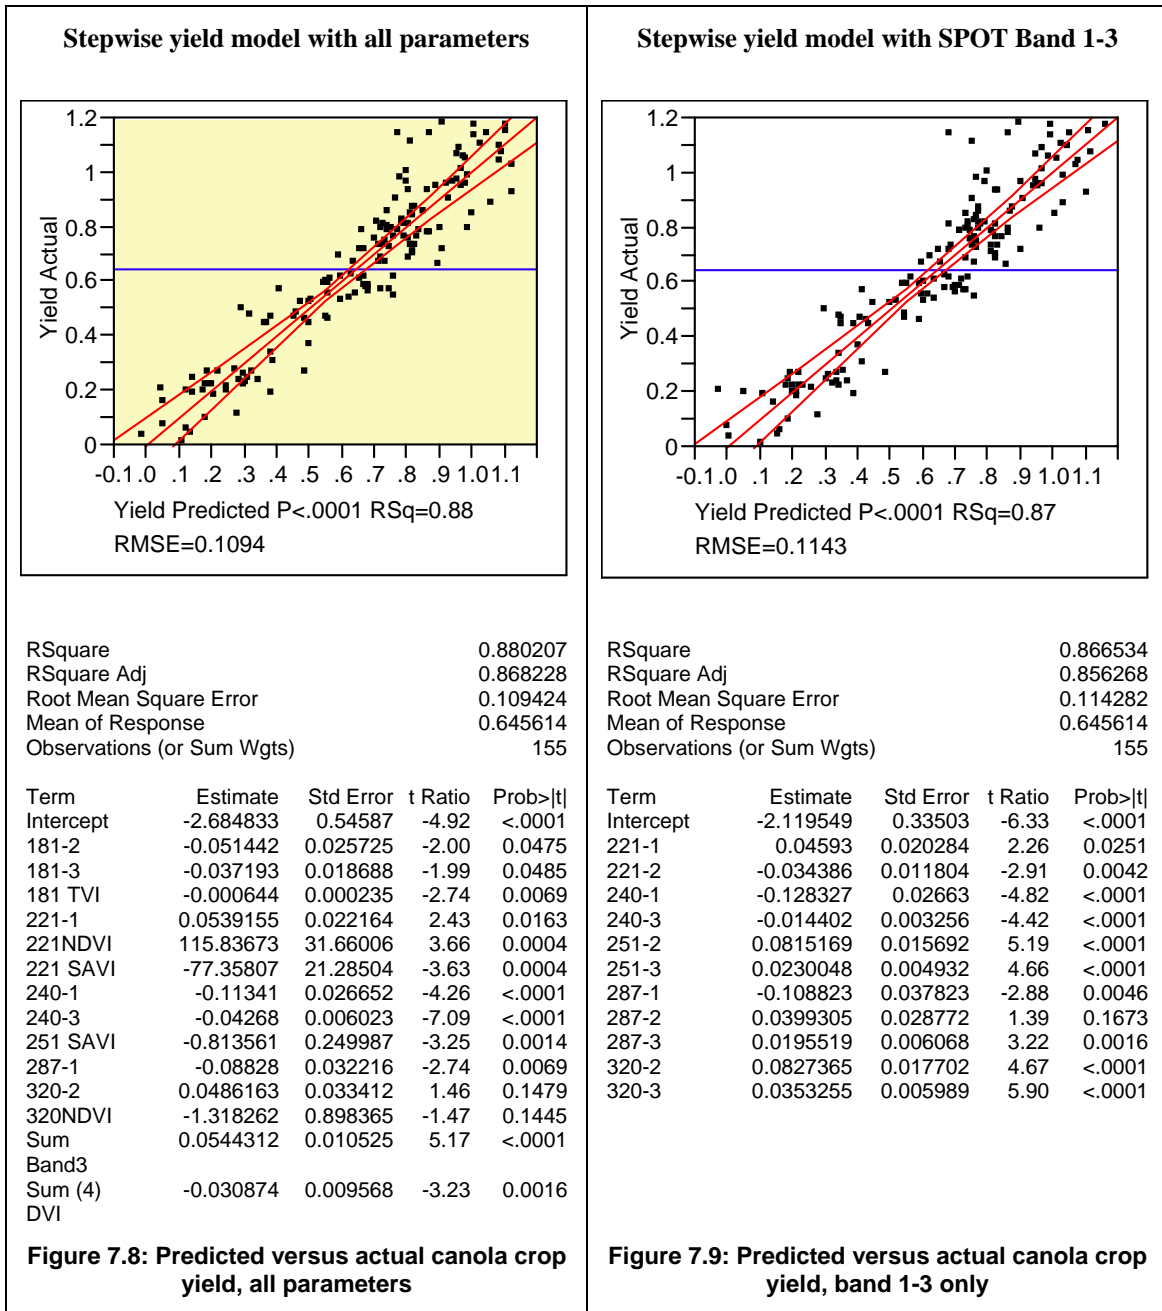 Stepwise yield model with all parameters
1.2
1
0.8
0.6
0.4
0.2
0
Yield Actual
-0.1 .0 .1 .2 .3 .4 .5 .6 .7 .8 .9 1.0 1.1
Yield Predicted P<.0001 RSq=0.88
RMSE=0.1094
RSquare 0.880207
RSquare Adj 0.868228
Root Mean Square Error 0.109424
Mean of Response 0.645614
Observations (or Sum Wgts) 155
Term Estimate Std Error t Ratio Prob>|t|
Intercept -2.684833 0.54587 -4.92 <.0001
181-2 -0.051442 0.025725 -2.00 0.0475
181-3 -0.037193 0.018688 -1.99 0.0485
181 TVI -0.000644 0.000235 -2.74 0.0069
221-1 0.0539155 0.022164 2.43 0.0163
221NDVI 115.83673 31.66006 3.66 0.0004
221 SAVI -77.35807 21.28504 -3.63 0.0004
240-1 -0.11341 0.026652 -4.26 <.0001
240-3 -0.04268 0.006023 -7.09 <.0001
251 SAVI -0.813561 0.249987 -3.25 0.0014
287-1 -0.08828 0.032216 -2.74 0.0069
320-2 0.0486163 0.033412 1.46 0.1479
320NDVI -1.318262 0.898365 -1.47 0.1445
Sum 0.0544312 0.010525 5.17 <.0001
Band3
Sum (4) -0.030874 0.009568 -3.23 0.0016
DVI
Figure 7.8: Predicted versus actual canola crop
yield, all parameters
Stepwise yield model with SPOT Band 1-3
1.2
1
0.8
0.6
0.4
0.2
0
Yield Actual
-0.1 .0 .1 .2 .3 .4 .5 .6 .7 .8 .9 1.0 1.1
Yield Predicted P<.0001 RSq=0.87
RMSE=0.1143
RSquare 0.866534
RSquare Adj 0.856268
Root Mean Square Error 0.114282
Mean of Response 0.645614
Observations (or Sum Wgts) 155
Term Estimate Std Error t Ratio Prob>|t|
Intercept -2.119549 0.33503 -6.33 <.0001
221-1 0.04593 0.020284 2.26 0.0251
221-2 -0.034386 0.011804 -2.91 0.0042
240-1 -0.128327 0.02663 -4.82 <.0001
240-3 -0.014402 0.003256 -4.42 <.0001
251-2 0.0815169 0.015692 5.19 <.0001
251-3 0.0230048 0.004932 4.66 <.0001
287-1 -0.108823 0.037823 -2.88 0.0046
287-2 0.0399305 0.028772 1.39 0.1673
287-3 0.0195519 0.006068 3.22 0.0016
320-2 0.0827365 0.017702 4.67 <.0001
320-3 0.0353255 0.005989 5.90 <.0001
Figure 7.9: Predicted versus actual canola crop
yield, band 1-3 only